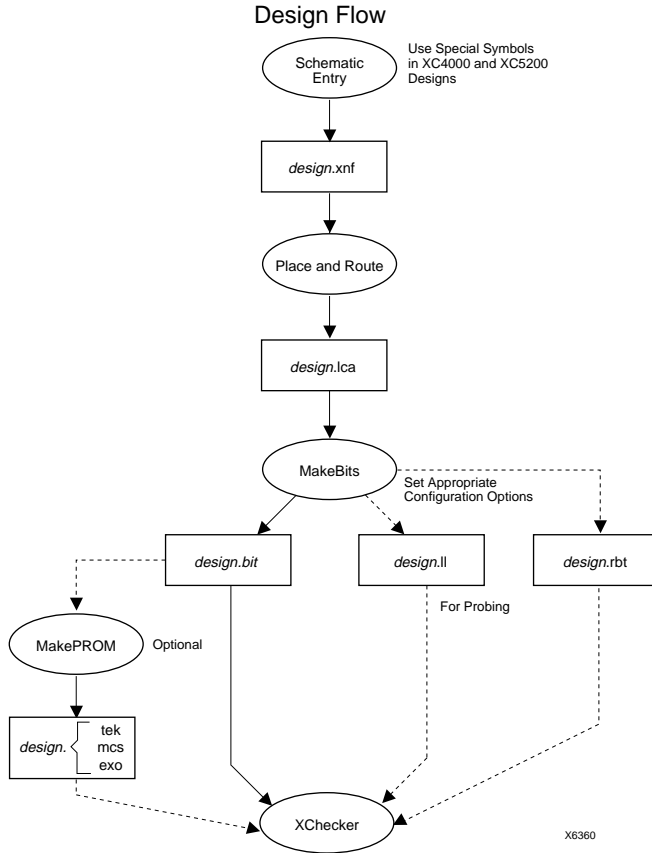 Design Flow
Schematic
Entry
Use Special Symbols
in XC4000 and XC5200
Designs
design.xnf
Place and Route
design.lca
MakeBits
Set Appropriate
Configuration Options
design.bit
design.ll
design.rbt
MakePROM
Optional
For Probing
design.
tek
mcs
exo
XChecker
X6360